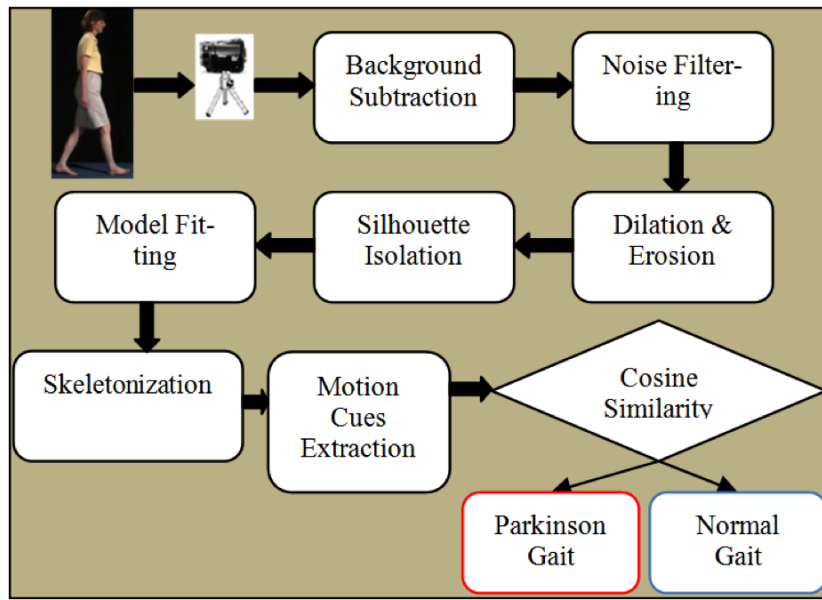 Background
Subtraction
Noise Filter-
ing
Model Fit-
ting
Silhouette
Isolation
Dilation &
Erosion
Skeletonization
Motion
Cues
Extraction
Cosine
Similarity
Parkinson
Gait
Normal
Gait